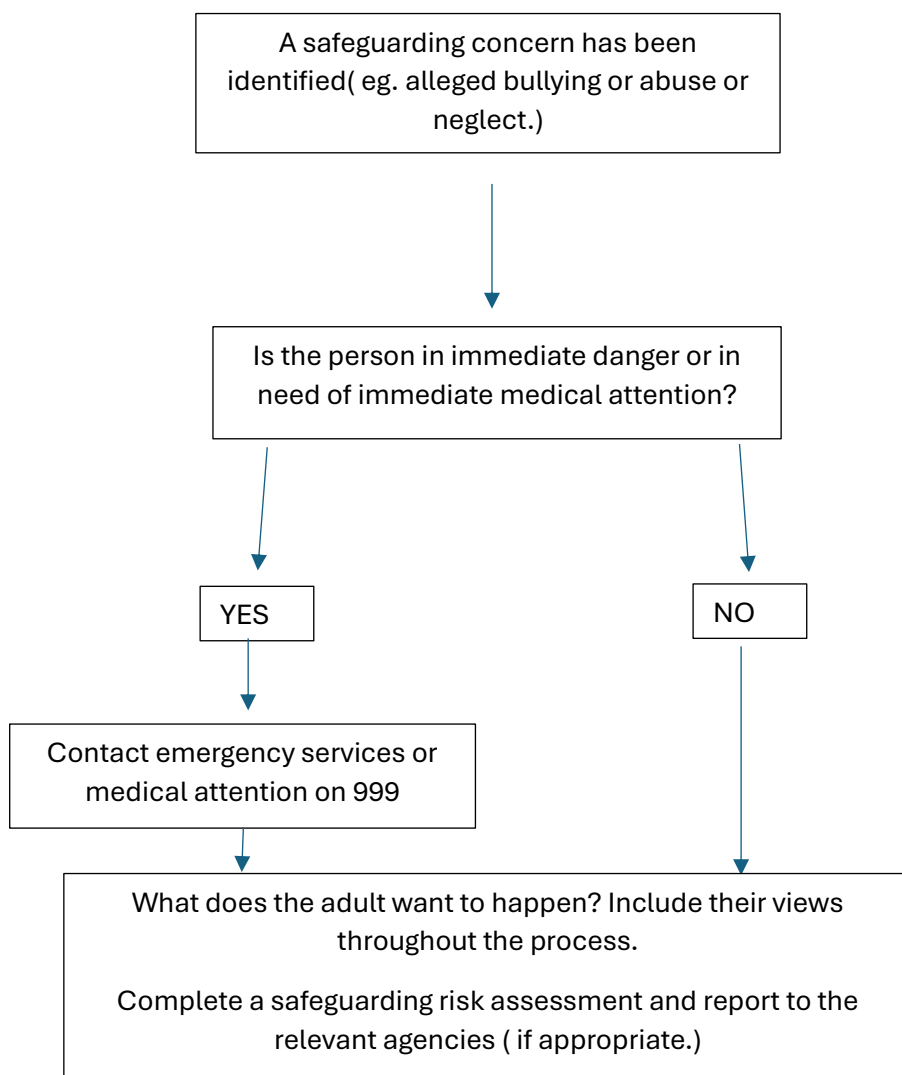 A safeguarding concern has been
identified( eg. alleged bullying or abuse or
neglect.)
Is the person in immediate danger or in
need of immediate medical attention?
YES
NO
Contact emergency services or
medical attention on 999
What does the adult want to happen? Include their views
throughout the process.
Complete a safeguarding risk assessment and report to the
relevant agencies ( if appropriate.)